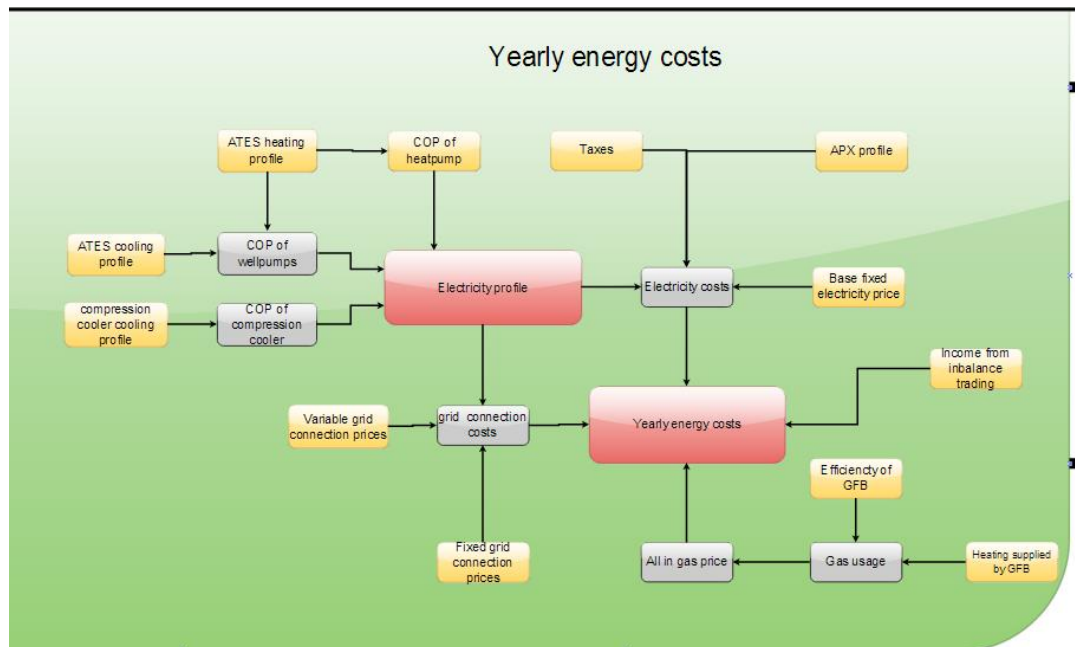 Yearly energy costs
ATES heating
profile
COP of
heatpump
Taxes
APX profile
ATES cooling
profile
COP of
wellpumps
Electricity profile
Electricity costs
Base fixed
electricity price
compression
cooler cooling
profile
COP of
compression
cooler
Income from
inbalance
trading
Variable grid
connection prices
grid connection
costs
Yearly energy costs
Efficiencty of
GFB
Fixed grid
connection
prices
All in gas price
Gas usage
Heating supplied
by GFB